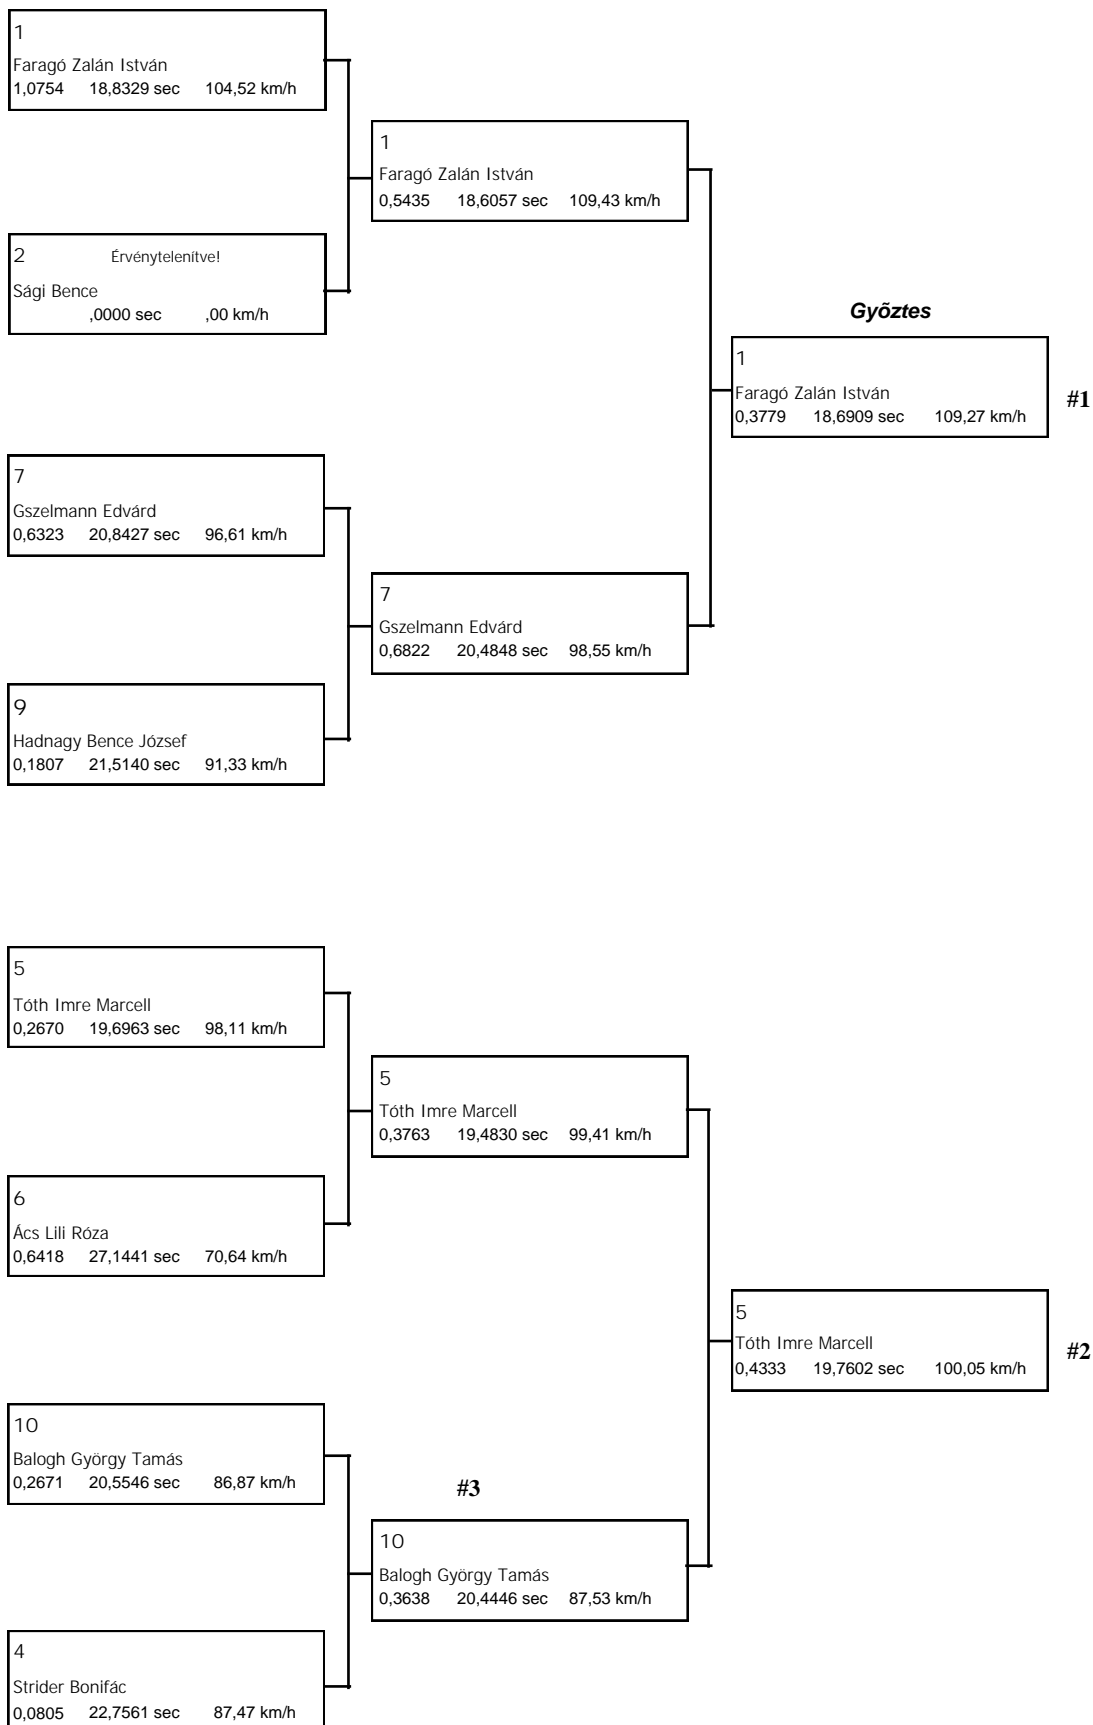 1
Faragó Zalán István
1,0754 18,8329 sec 104,52 km/h
1
Faragó Zalán István
0,5435 18,6057 sec 109,43 km/h
2 Érvénytelenítve!
Sági Bence
,0000 sec ,00 km/h
Gyõztes
1
Faragó Zalán István
0,3779 18,6909 sec 109,27 km/h
#1
7
Gszelmann Edvárd
0,6323 20,8427 sec 96,61 km/h
7
Gszelmann Edvárd
0,6822 20,4848 sec 98,55 km/h
9
Hadnagy Bence József
0,1807 21,5140 sec 91,33 km/h
5
Tóth Imre Marcell
0,2670 19,6963 sec 98,11 km/h
5
Tóth Imre Marcell
0,3763 19,4830 sec 99,41 km/h
6
Ács Lili Róza
0,6418 27,1441 sec 70,64 km/h
5
Tóth Imre Marcell
0,4333 19,7602 sec 100,05 km/h
#2
10
Balogh György Tamás
0,2671 20,5546 sec 86,87 km/h
#3
10
Balogh György Tamás
0,3638 20,4446 sec 87,53 km/h
4
Strider Bonifác
0,0805 22,7561 sec 87,47 km/h